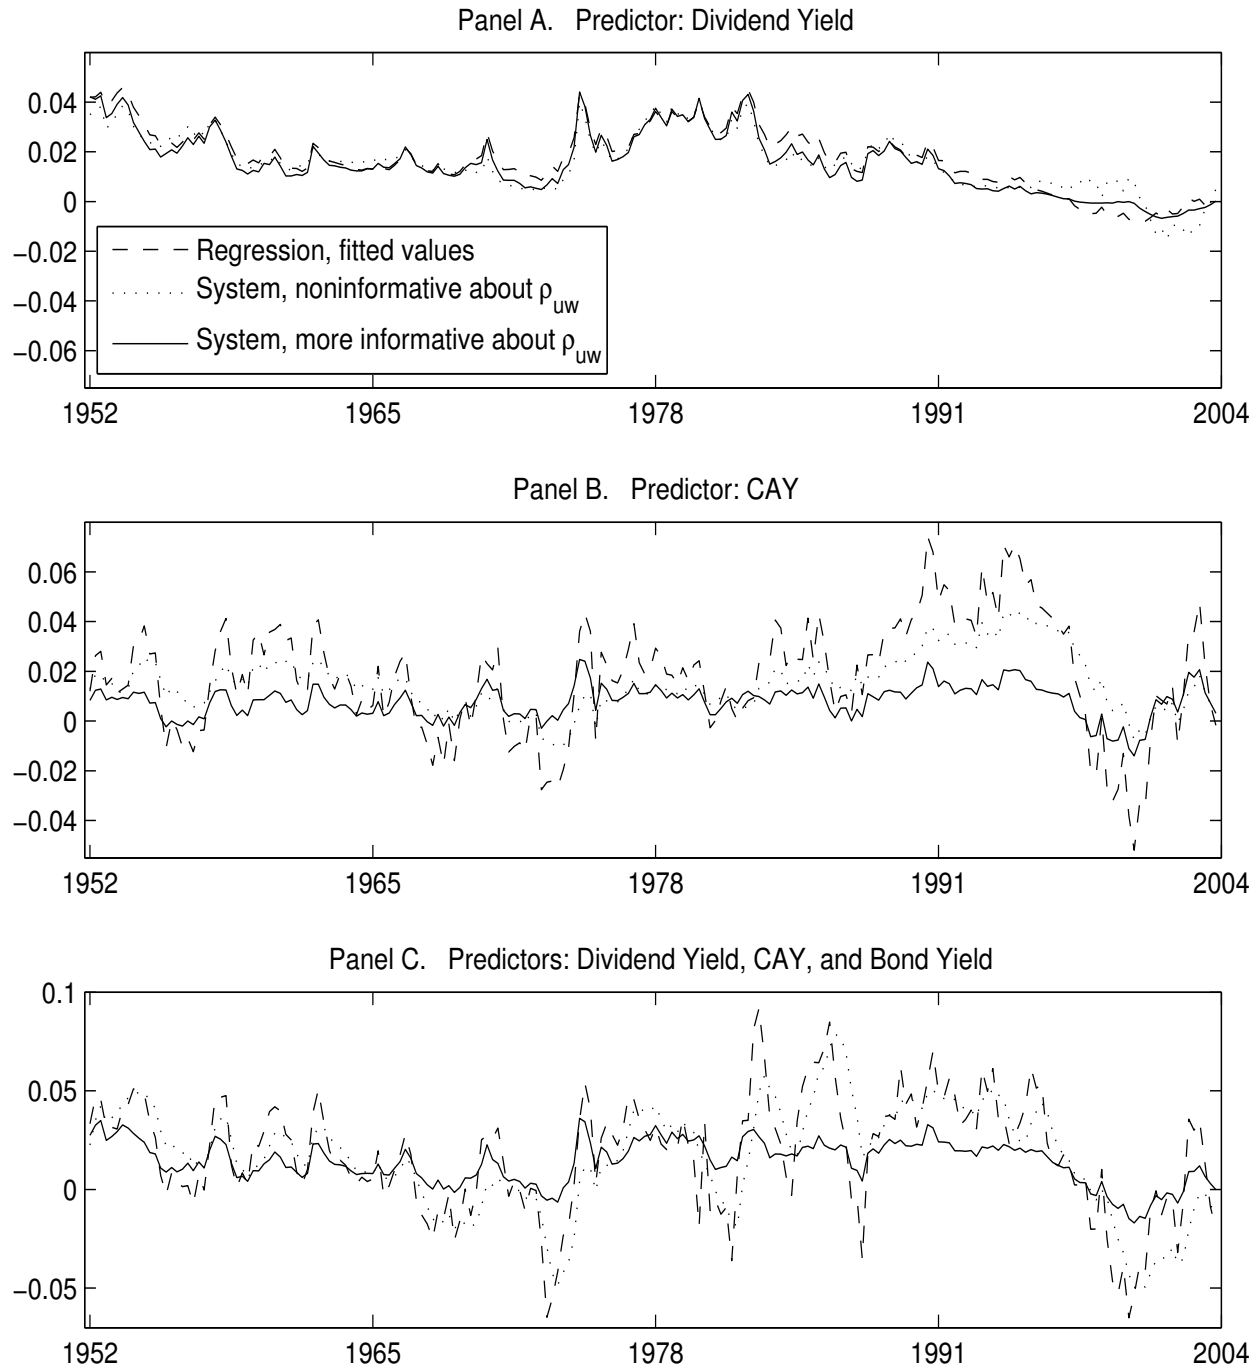 Panel A. Predictor: Dividend Yield
0.04
0.02
0
−0.02
−0.04
−0.06
Regression, fitted values
System, noninformative about ρuw
System, more informative about ρuw
1952 1965 1978 1991 2004
Panel B. Predictor: CAY
0.06
0.04
0.02
0
−0.02
−0.04
1952 1965 1978 1991 2004
Panel C. Predictors: Dividend Yield, CAY, and Bond Yield
0.1
0.05
0
−0.05
1952 1965 1978 1991 2004